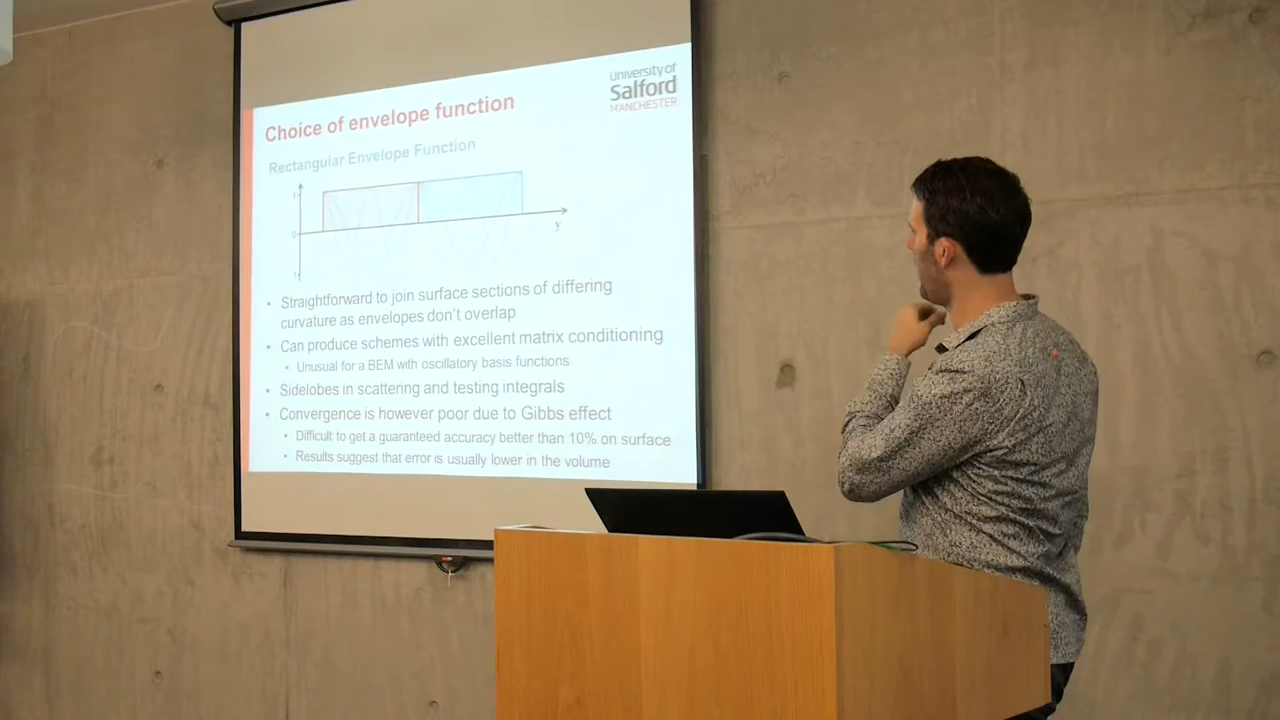 University of
Salford
MANCHESTER
Choice of envelope function
Rectangular Envelope Function
1
0
y
1
• Straightforward to join surface sections of differing
curvature as envelopes don't overlap
• Can produce schemes with excellent matrix conditioning
• Unusual for a BEM with oscillatory basis functions
• Sidelobes in scattering and testing integrals
• Convergence is however poor due to Gibbs effect
• Difficult to get a guaranteed accuracy better than 10% on surface
• Results suggest that error is usually lower in the volume